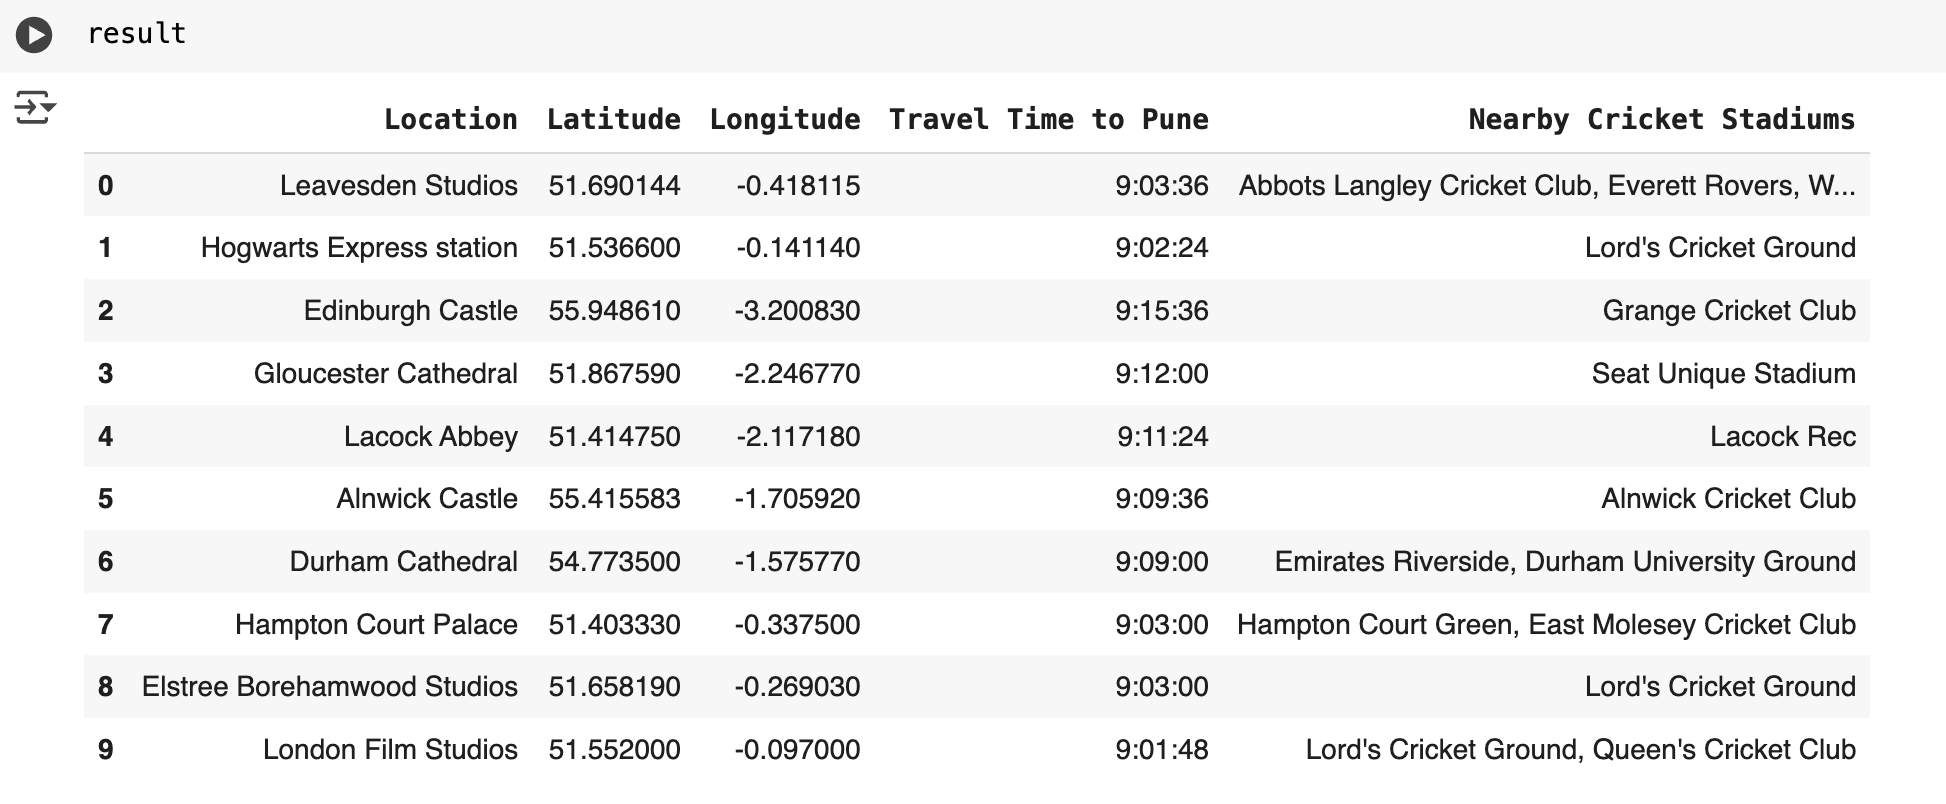 result
Location Latitude Longitude Travel Time to Pune Nearby Cricket Stadiums
0 Leavesden Studios 51.690144 -0.418115 9:03:36 Abbots Langley Cricket Club, Everett Rovers, W...
1 Hogwarts Express station 51.536600 -0.141140 9:02:24 Lord's Cricket Ground
2 Edinburgh Castle 55.948610 -3.200830 9:15:36 Grange Cricket Club
3 Gloucester Cathedral 51.867590 -2.246770 9:12:00 Seat Unique Stadium
4 Lacock Abbey 51.414750 -2.117180 9:11:24 Lacock Rec
5 Alnwick Castle 55.415583 -1.705920 9:09:36 Alnwick Cricket Club
6 Durham Cathedral 54.773500 -1.575770 9:09:00 Emirates Riverside, Durham University Ground
7 Hampton Court Palace 51.403330 -0.337500 9:03:00 Hampton Court Green, East Molesey Cricket Club
8 Elstree Borehamwood Studios 51.658190 -0.269030 9:03:00 Lord's Cricket Ground
9 London Film Studios 51.552000 -0.097000 9:01:48 Lord's Cricket Ground, Queen's Cricket Club